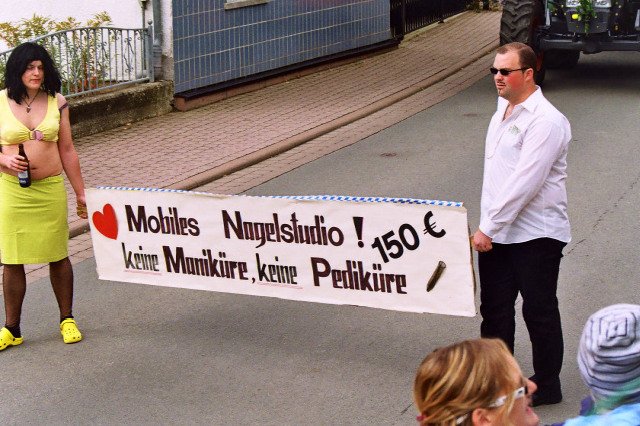 Mobiles Nagelstudio ! 150 €
keine Maniküre, keine Pediküre